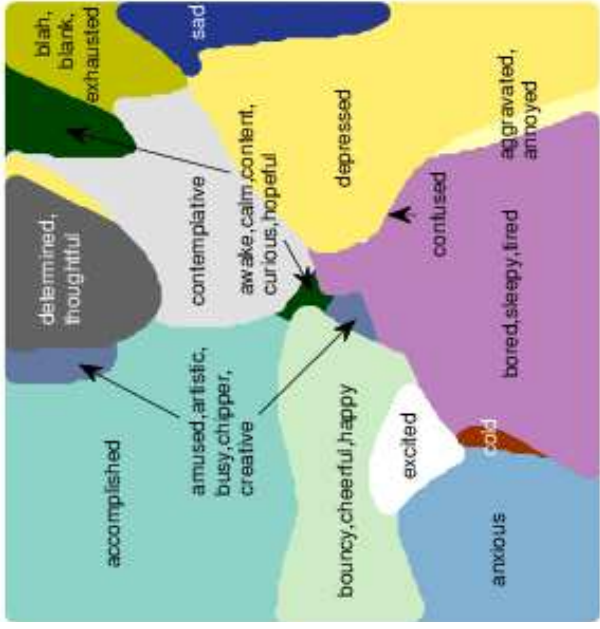 blah,
blank,
exhausted
sad
determined,
thoughtful
contemplative
awake,calm,content,
curious,hopeful
depressed
aggravated,
annoyed
confused
bored,sleepy,tired
accomplished
amused,artistic,
busy,chipper,
creative
bouncy,cheerful,happy
excited
cold
anxious